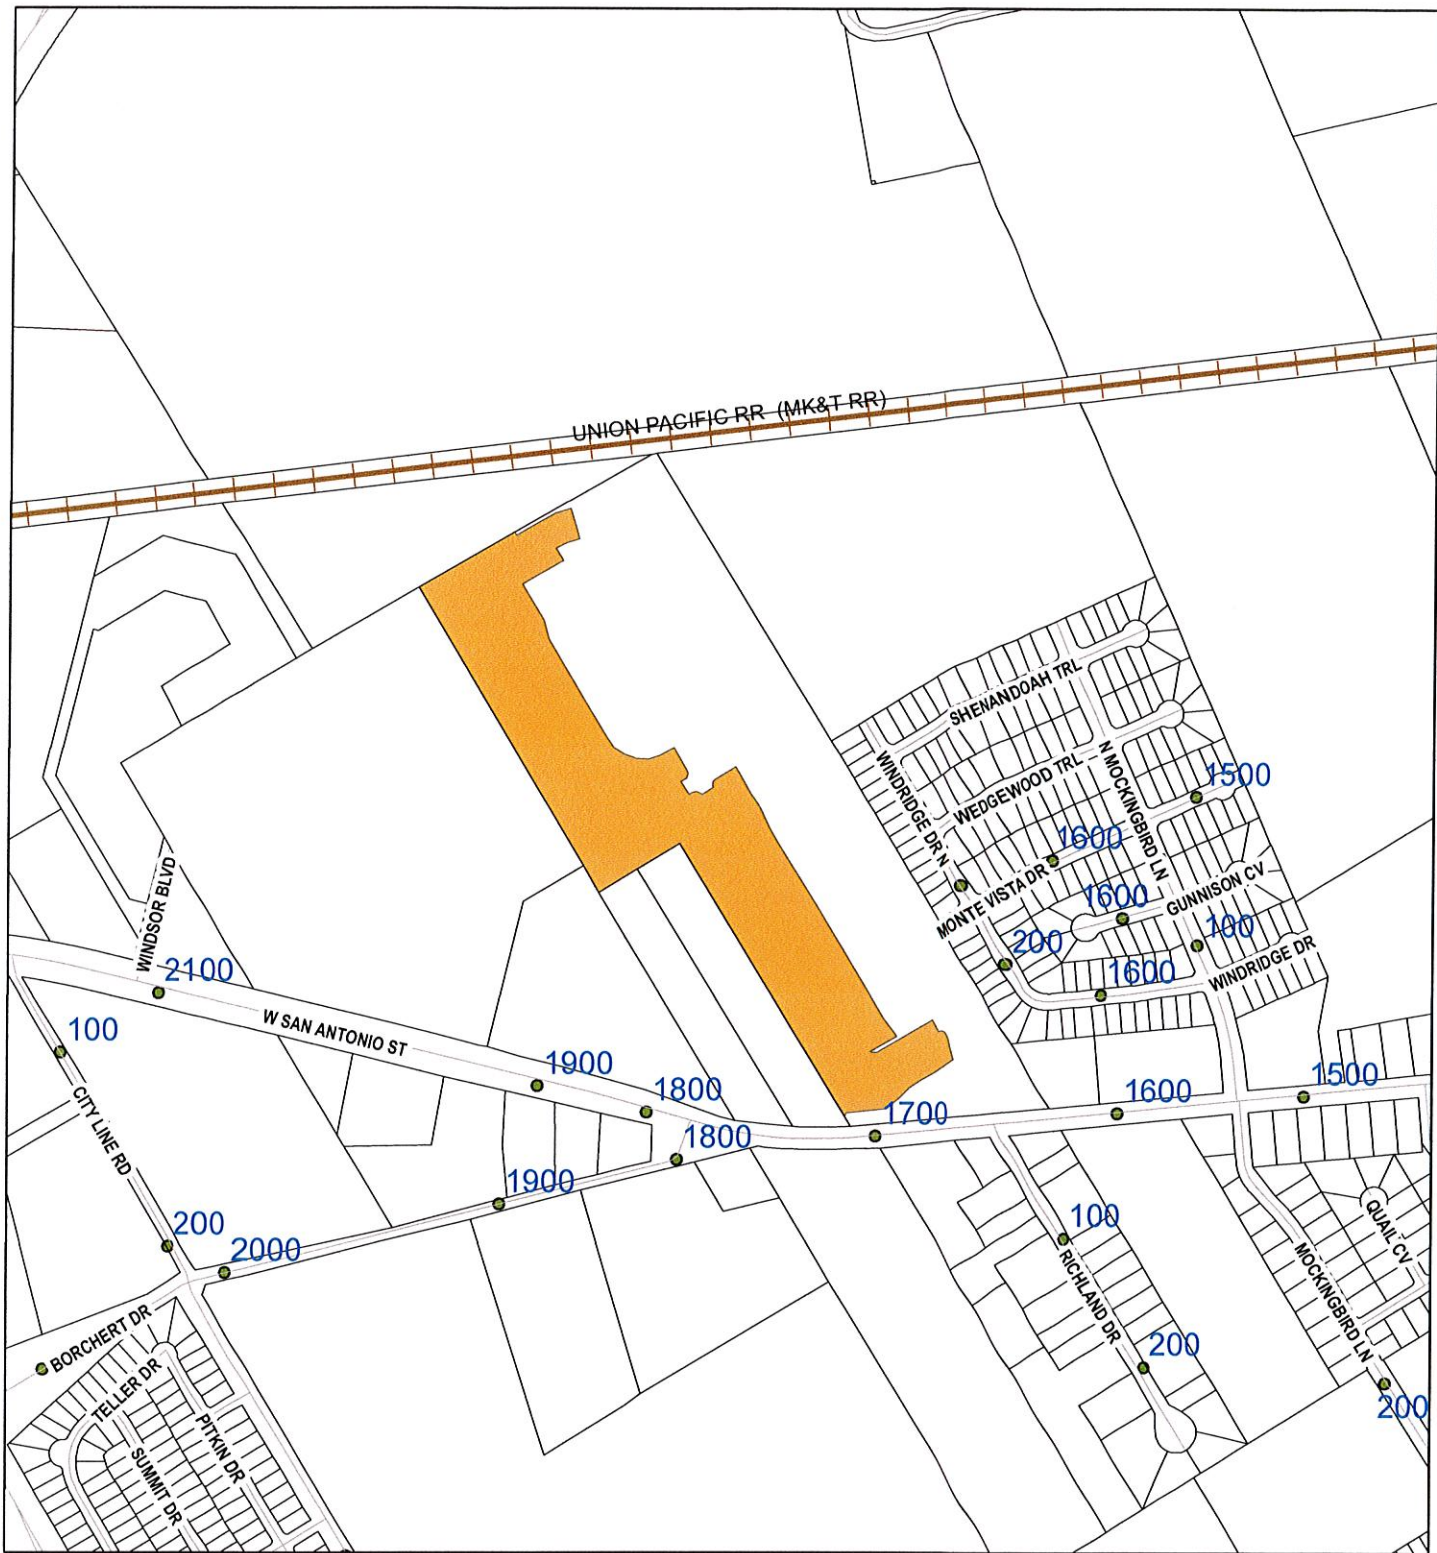 UNION PACIFIC RR (MK&T RR)
SHENANDOAH TRL
WINDRIDGE DR N
WEDGEWOOD TRL
N MOCKINGBIRD LN
1500
1600
MONTE VISTA DR
1600
GUNNISON CV
100
200
WINDRIDGE DR
1600
WINDSOR BLVD
2100
W SAN ANTONIO ST
100
1900
1800
1700
1600
1500
CITY LINE RD
1800
1900
200
2000
100
RICHLAND DR
QUAIL CV
MOCKINGBIRD LN
200
200
BORCHERT DR
TELLER DR
PITKIN DR
SUMMIT DR